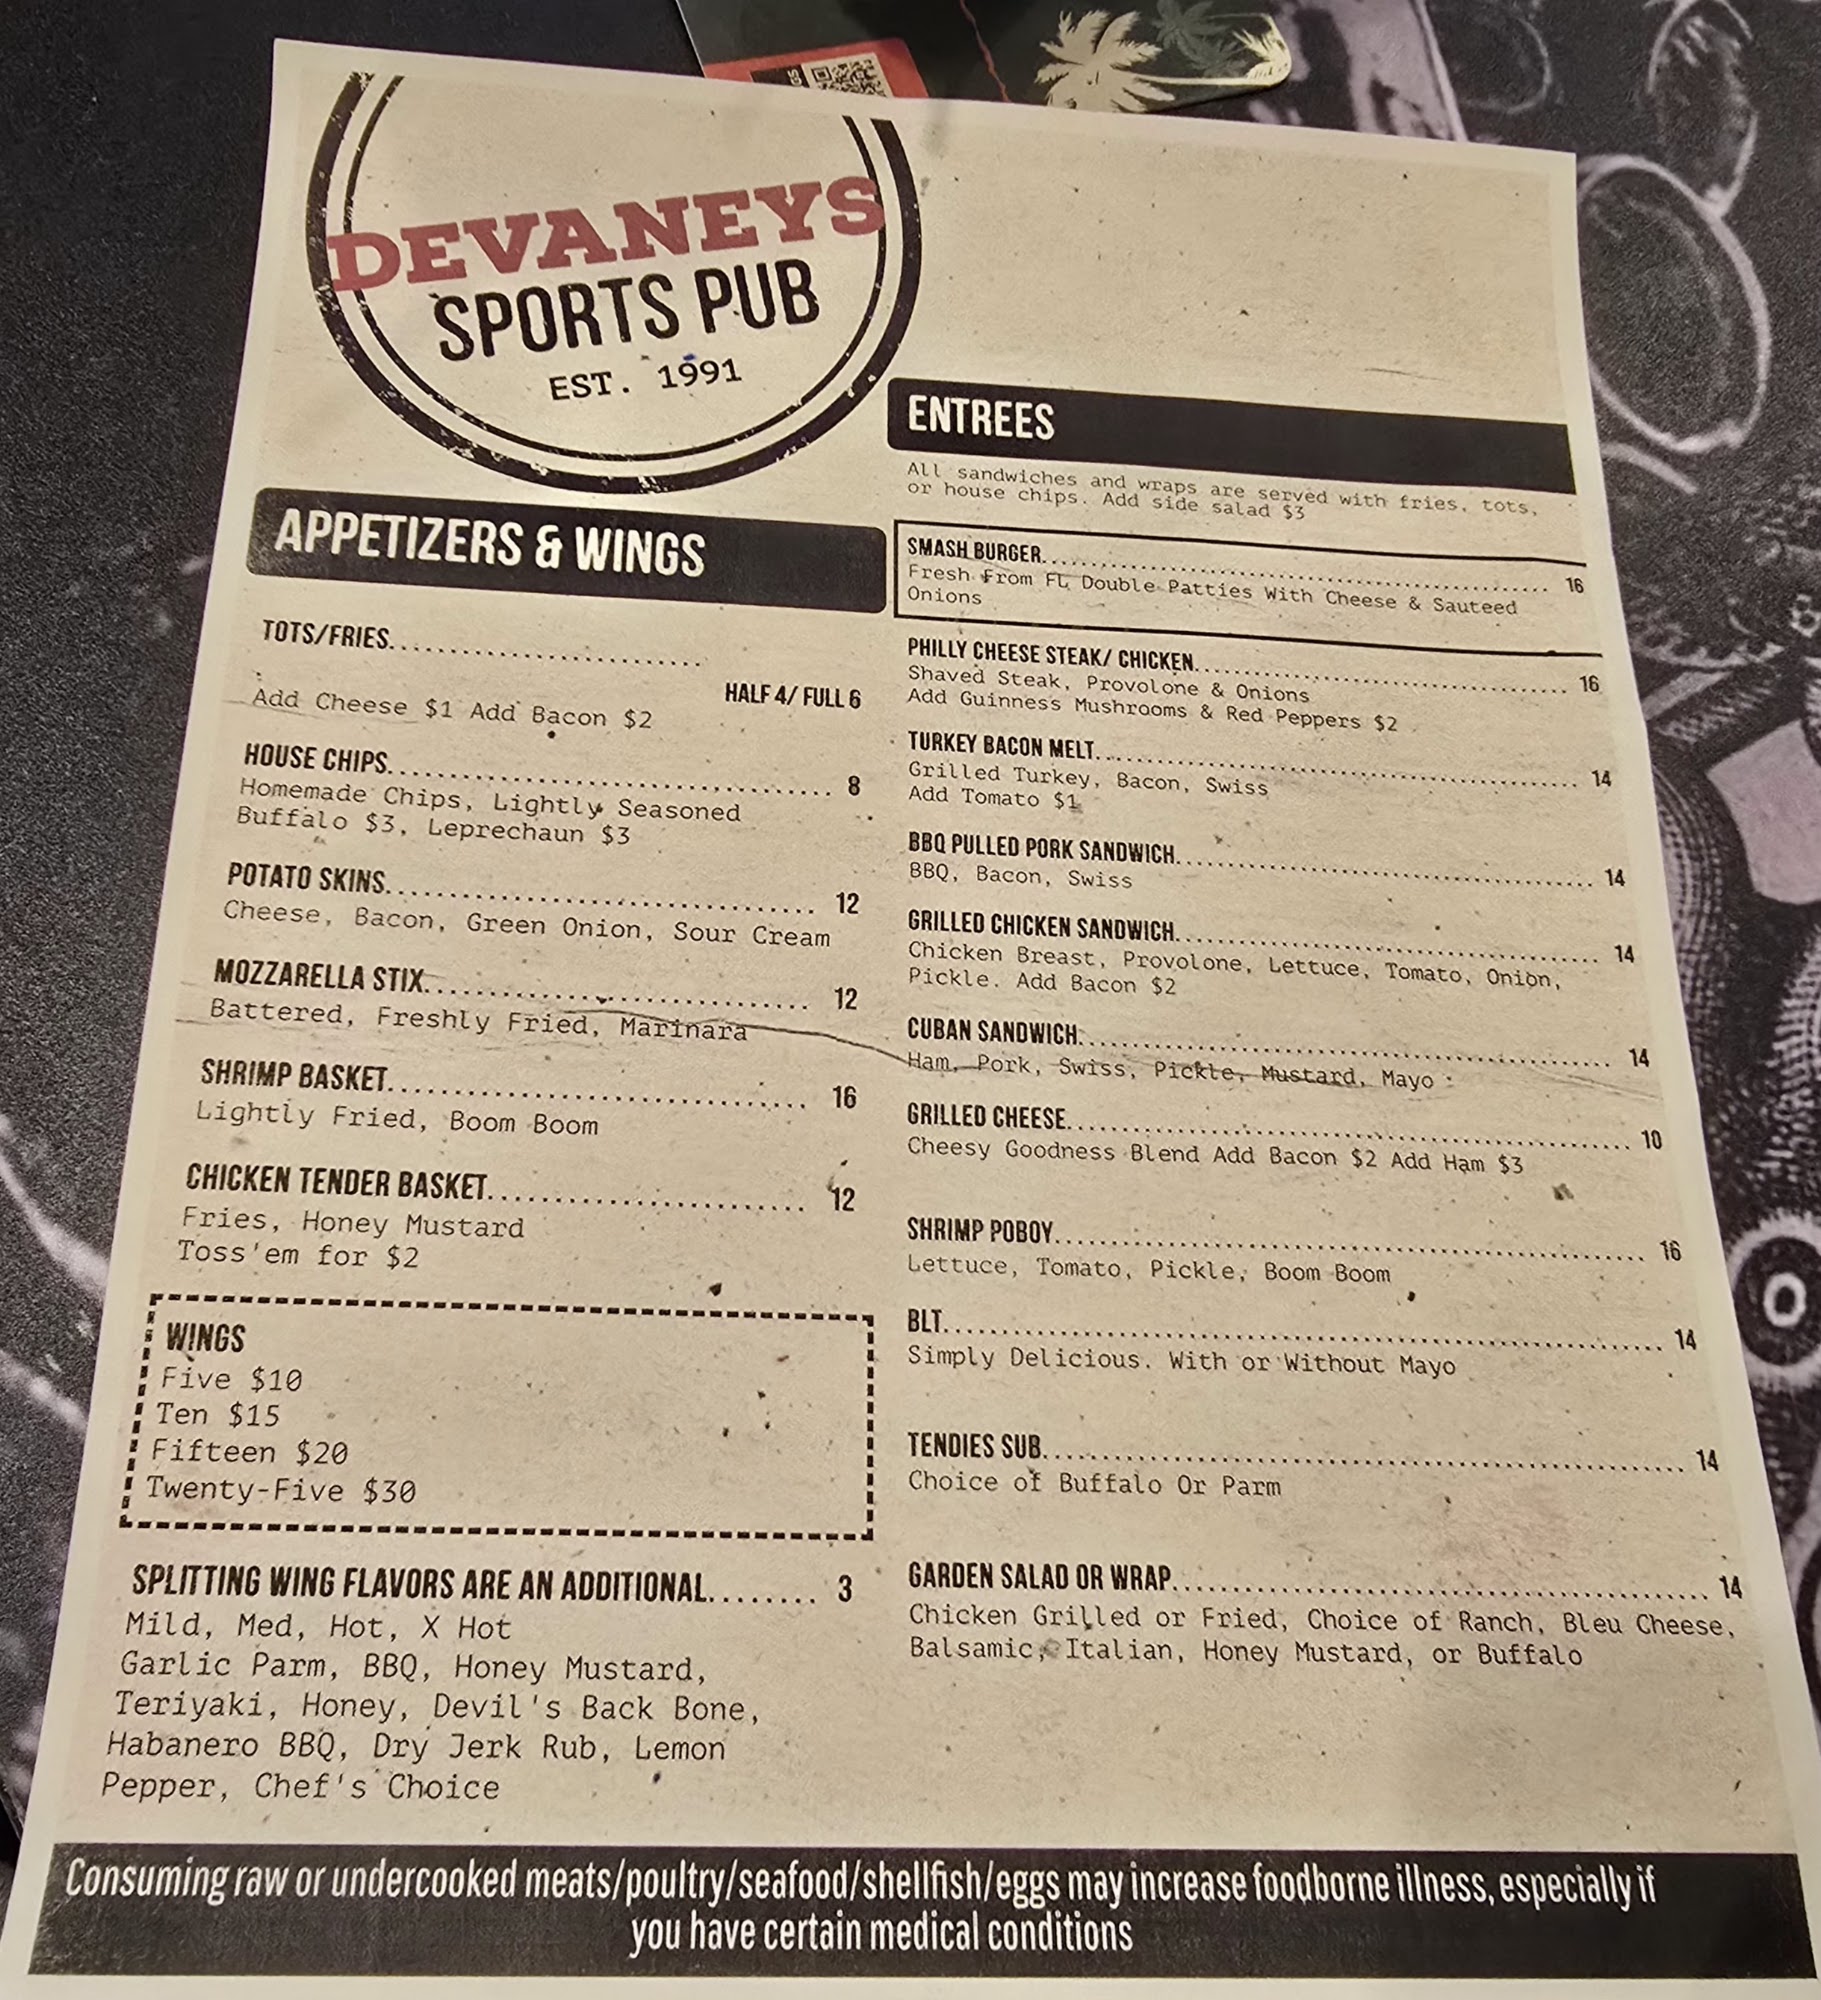 DEVANEYS
SPORTS PUB
EST. 1991
APPETIZERS & WINGS
TOTS/FRIES..............................
HALF 4/ FULL 6
Add Cheese $1 Add Bacon $2
HOUSE CHIPS........................................ 8
Homemade Chips, Lightly Seasoned
Buffalo $3, Leprechaun $3
POTATO SKINS....................................... 12
Cheese, Bacon, Green Onion, Sour Cream
MOZZARELLA STIX.................................. 12
Battered, Freshly Fried, Marinara
SHRIMP BASKET..................................... 16
Lightly Fried, Boom Boom
CHICKEN TENDER BASKET........................... 12
Fries, Honey Mustard
Toss'em for $2
WINGS
Five $10
Ten $15
Fifteen $20
Twenty-Five $30
SPLITTING WING FLAVORS ARE AN ADDITIONAL........ 3
Mild, Med, Hot, X Hot
Garlic Parm, BBQ, Honey Mustard,
Teriyaki, Honey, Devil's Back Bone,
Habanero BBQ, Dry Jerk Rub, Lemon
Pepper, Chef's Choice
ENTREES
All sandwiches and wraps are served with fries, tots,
or house chips. Add side salad $3
SMASH BURGER.................................................. 16
Fresh From FL Double Patties With Cheese & Sauteed
Onions
PHILLY CHEESE STEAK/ CHICKEN..................................... 16
Shaved Steak, Provolone & Onions
Add Guinness Mushrooms & Red Peppers $2
TURKEY BACON MELT................................................ 14
Grilled Turkey, Bacon, Swiss
Add Tomato $1
BBQ PULLED PORK SANDWICH......................................... 14
BBQ, Bacon, Swiss
GRILLED CHICKEN SANDWICH......................................... 14
Chicken Breast, Provolone, Lettuce, Tomato, Onion,
Pickle. Add Bacon $2
CUBAN SANDWICH................................................... 14
Ham, Pork, Swiss, Pickle, Mustard, Mayo
GRILLED CHEESE................................................... 10
Cheesy Goodness Blend Add Bacon $2 Add Ham $3
SHRIMP POBOY..................................................... 16
Lettuce, Tomato, Pickle, Boom Boom
BLT.............................................................. 14
Simply Delicious. With or Without Mayo
TENDIES SUB...................................................... 14
Choice of Buffalo Or Parm
GARDEN SALAD OR WRAP............................................. 14
Chicken Grilled or Fried, Choice of Ranch, Bleu Cheese,
Balsamic, Italian, Honey Mustard, or Buffalo
Consuming raw or undercooked meats/poultry/seafood/shellfish/eggs may increase foodborne illness, especially if
you have certain medical conditions